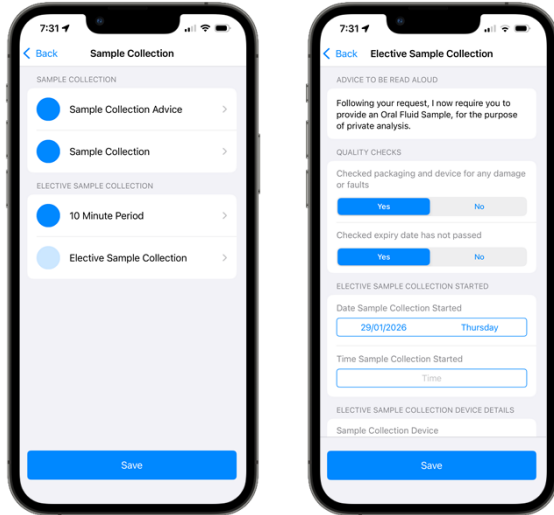 7:31
Back Sample Collection
SAMPLE COLLECTION
Sample Collection Advice
Sample Collection
ELECTIVE SAMPLE COLLECTION
10 Minute Period
Elective Sample Collection
Save
7:31
Back Elective Sample Collection
ADVICE TO BE READ ALOUD
Following your request, I now require you to
provide an Oral Fluid Sample, for the purpose
of private analysis.
QUALITY CHECKS
Checked packaging and device for any damage
or faults
Yes No
Checked expiry date has not passed
Yes No
ELECTIVE SAMPLE COLLECTION STARTED
Date Sample Collection Started
29/01/2026 Thursday
Time Sample Collection Started
Time
ELECTIVE SAMPLE COLLECTION DEVICE DETAILS
Sample Collection Device
Save